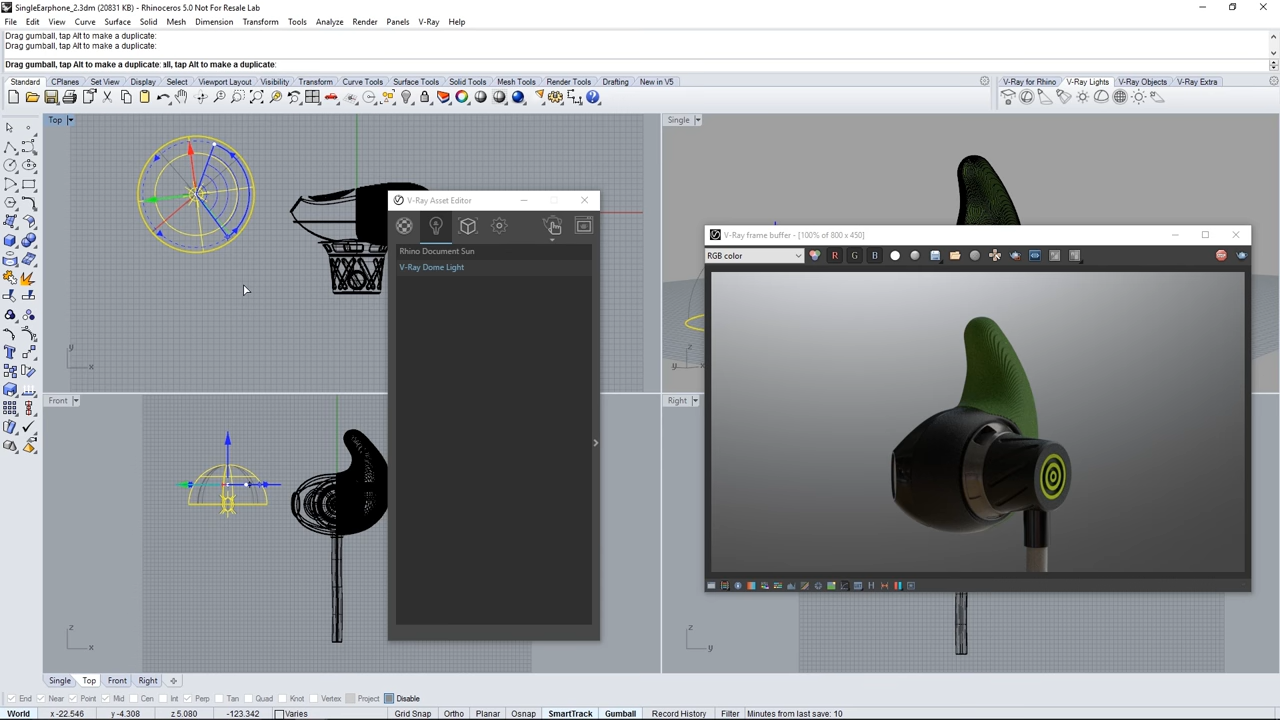 SingleEarphone_2.3dm (20831 KB) - Rhinoceros 5.0 Not For Resale Lab
File Edit View Curve Surface Solid Mesh Dimension Transform Tools Analyze Render Panels V-Ray Help
Drag gumball, tap Alt to make a duplicate:
Drag gumball, tap Alt to make a duplicate:
Drag gumball, tap Alt to make a duplicate: all, tap Alt to make a duplicate:
Standard CPlanes Set View Display Select Viewport Layout Visibility Transform Curve Tools Surface Tools Solid Tools Mesh Tools Render Tools Drafting New in V5 V-Ray for Rhino V-Ray Lights V-Ray Objects V-Ray Extra
Top
Single
V-Ray Asset Editor
Rhino Document Sun
V-Ray Dome Light
V-Ray frame buffer - [100% of 800 x 450]
RGB color R G B
y
x
z
y
Front
Right
z
x
z
y
Single Top Front Right
End Near Point Mid Cen Int Perp Tan Quad Knot Vertex Project Disable
World x -22.546 y -4.308 z 5.080 -123.342 Varies Grid Snap Ortho Planar Osnap SmartTrack Gumball Record History Filter Minutes from last save: 10